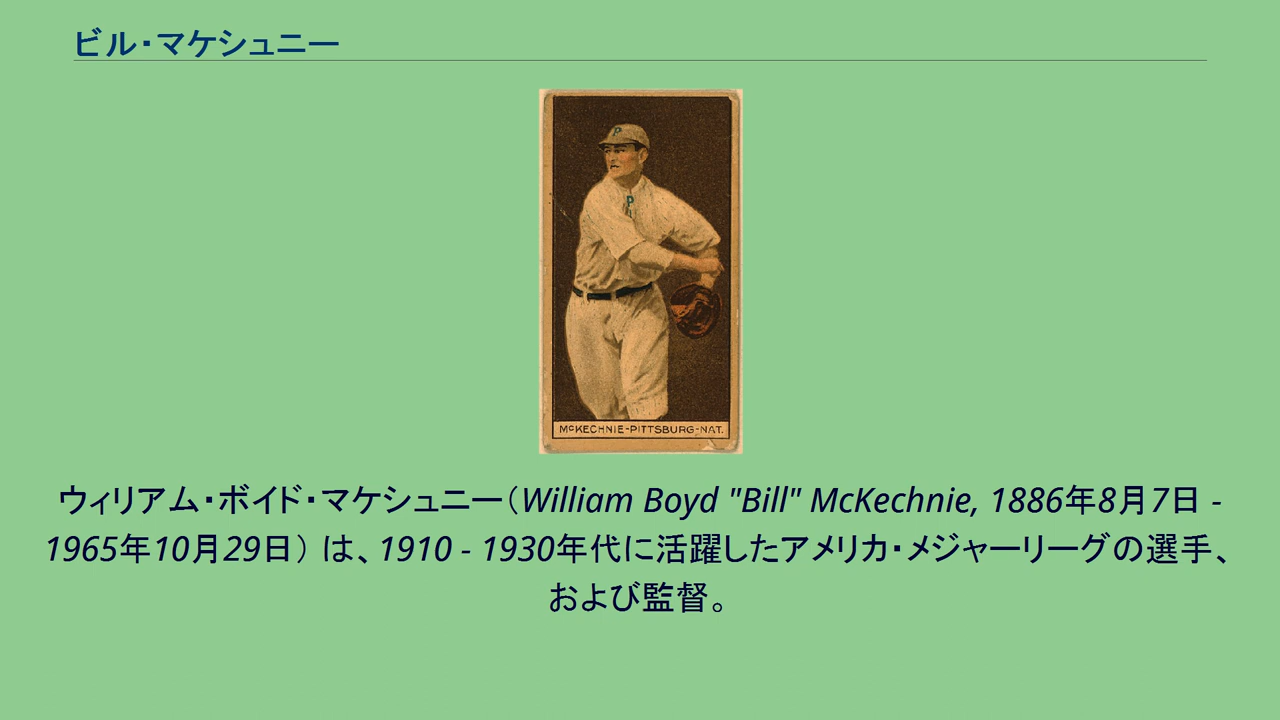 ビル・マケシュニー
P
P
McKECHNIE-PITTSBURG-NAT.
ウィリアム・ボイド・マケシュニー（William Boyd "Bill" McKechnie, 1886年8月7日 -
1965年10月29日） は、1910 - 1930年代に活躍したアメリカ・メジャーリーグの選手、
および監督。